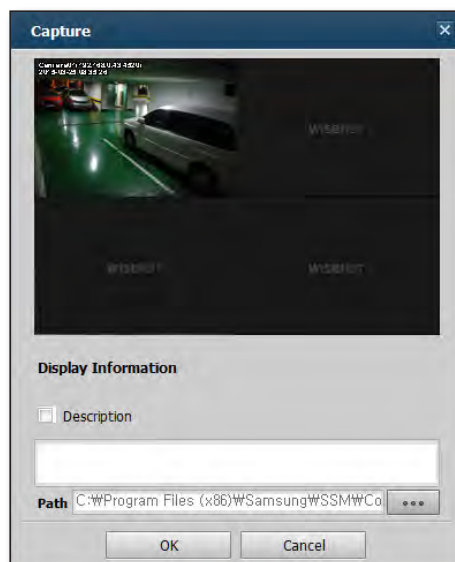 Capture
WISENET
WISENET WISENET
Display Information
Description
Path C:₩Program Files (x86)₩Samsung₩SSM₩Co
OK Cancel